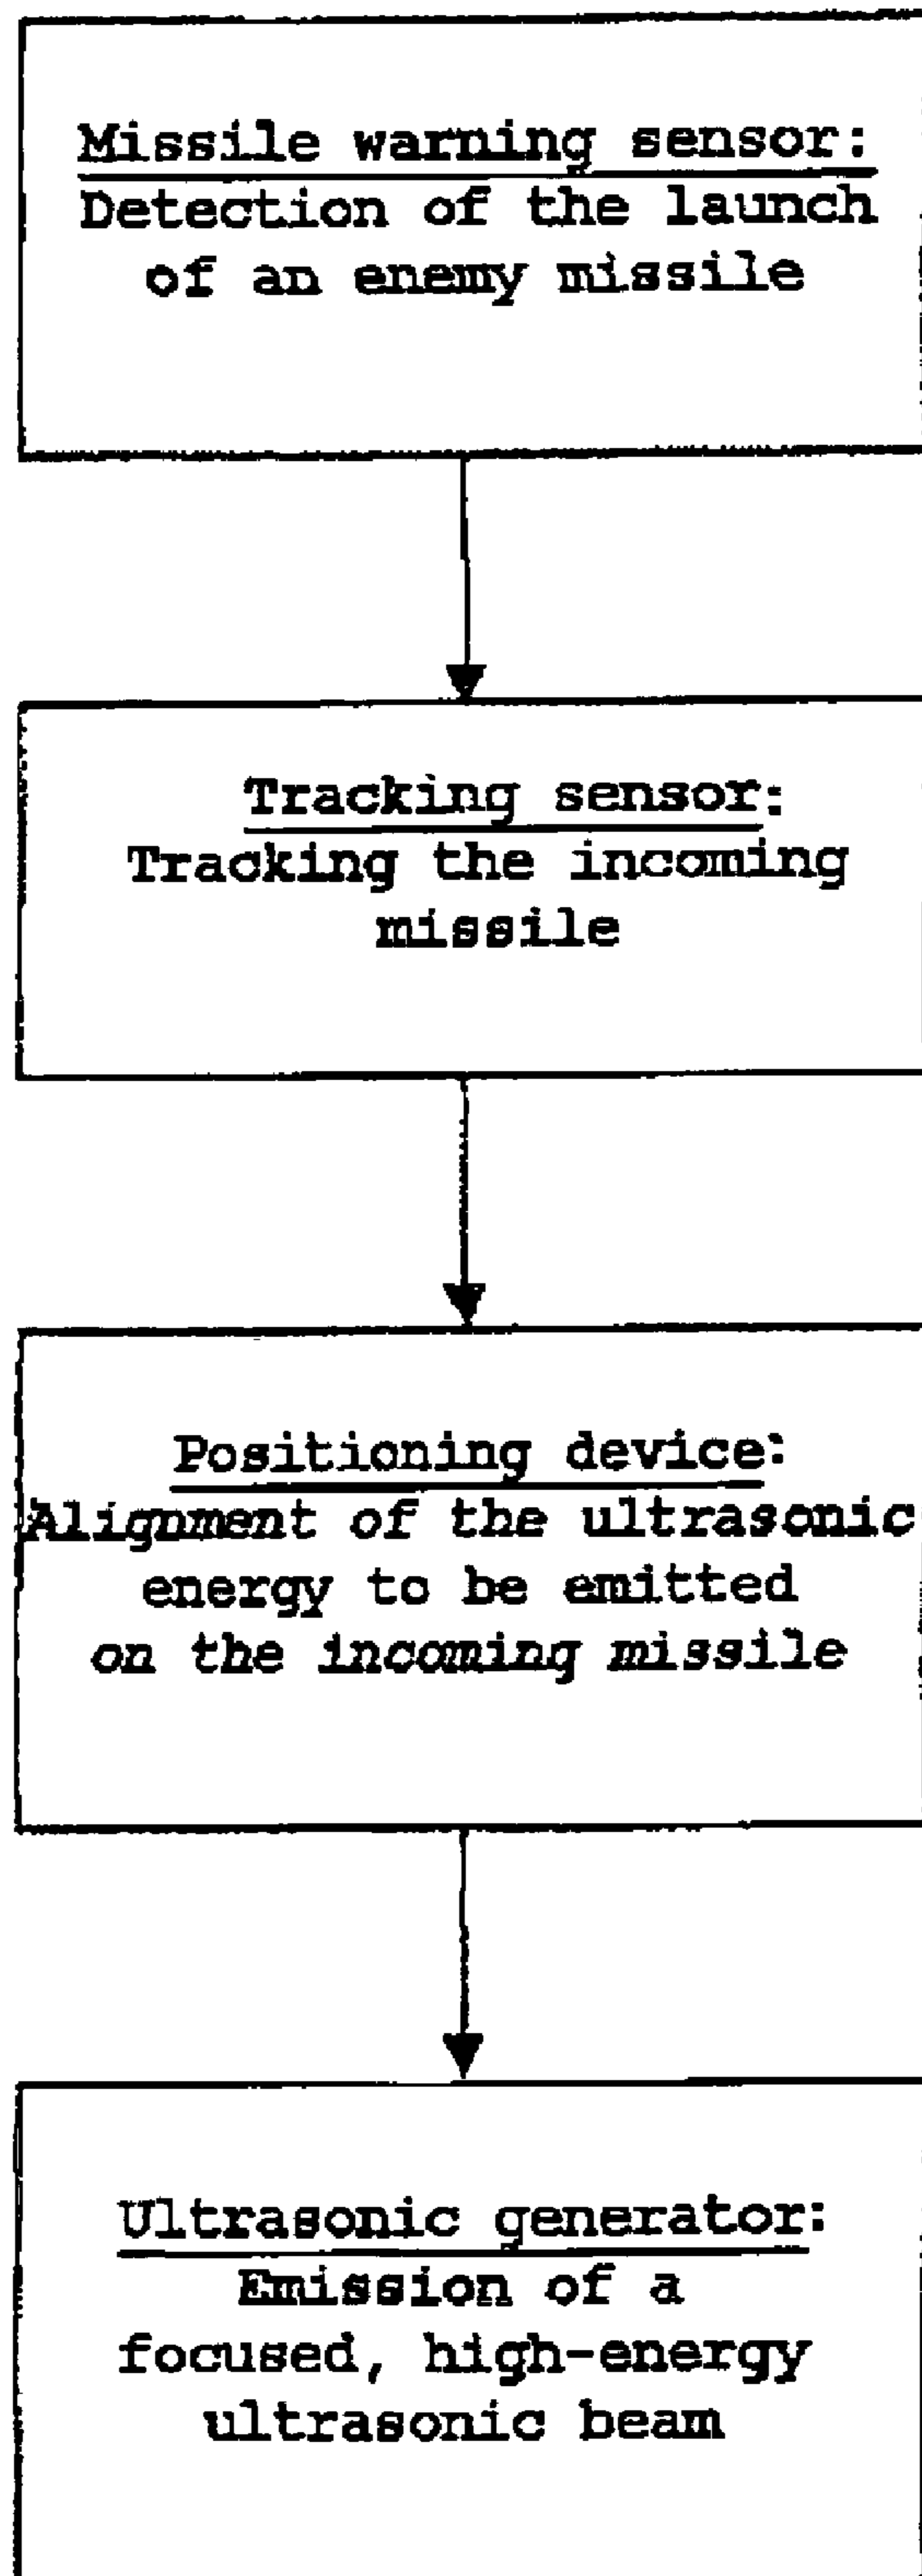 Missile warning sensor:
Detection of the launch
of an enemy missile
Tracking sensor:
Tracking the incoming
missile
Positioning device:
Alignment of the ultrasonic
energy to be emitted
on the incoming missile
Ultrasonic generator:
Emission of a
focused, high-energy
ultrasonic beam